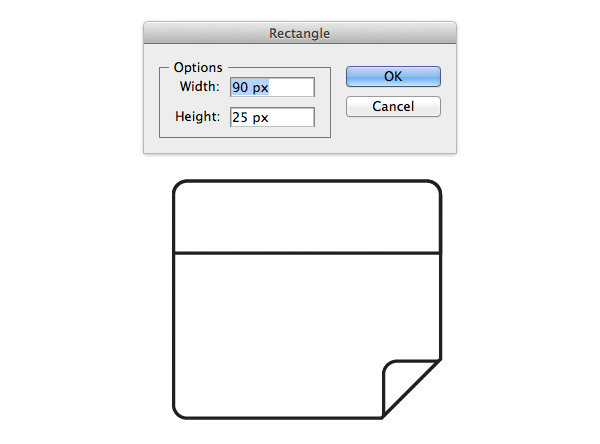 Rectangle
Options
Width: 90 px
Height: 25 px
OK
Cancel